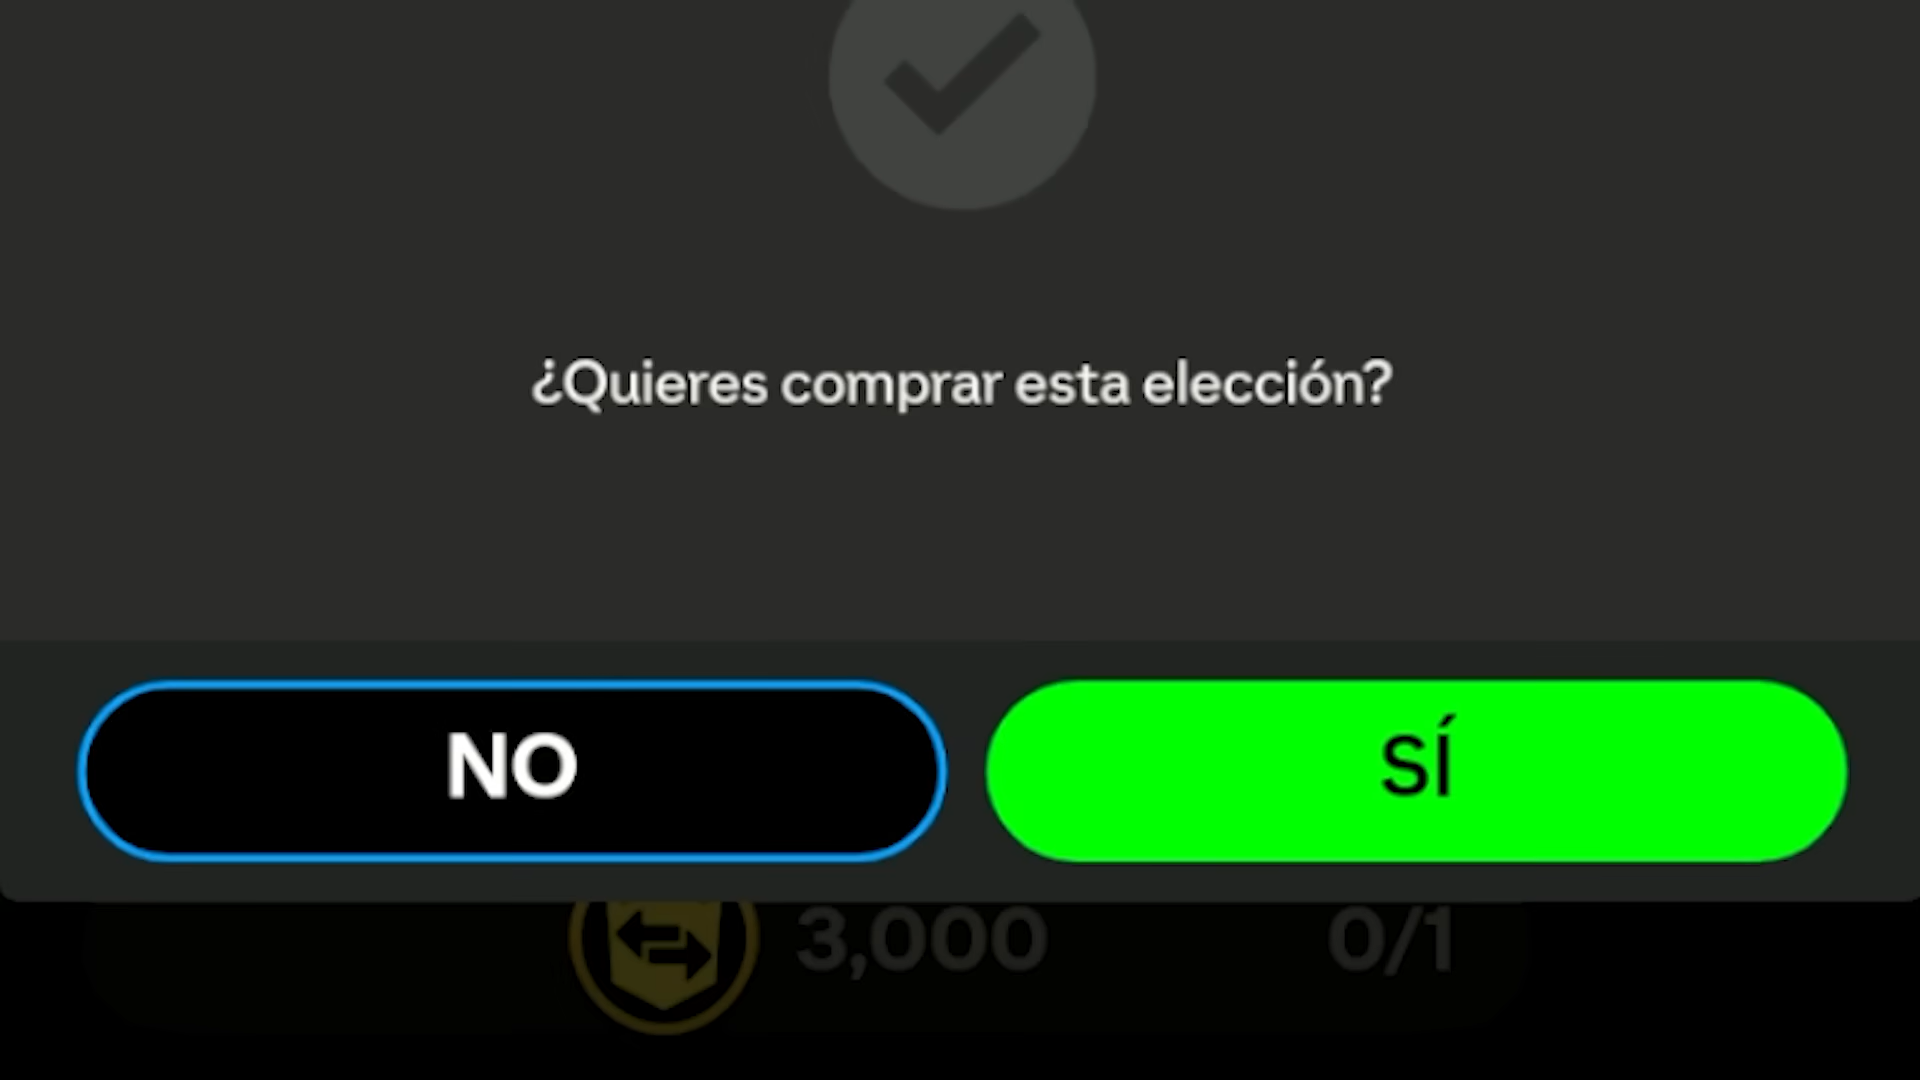 ¿Quieres comprar esta elección?
NO
SÍ
3,000
0/1